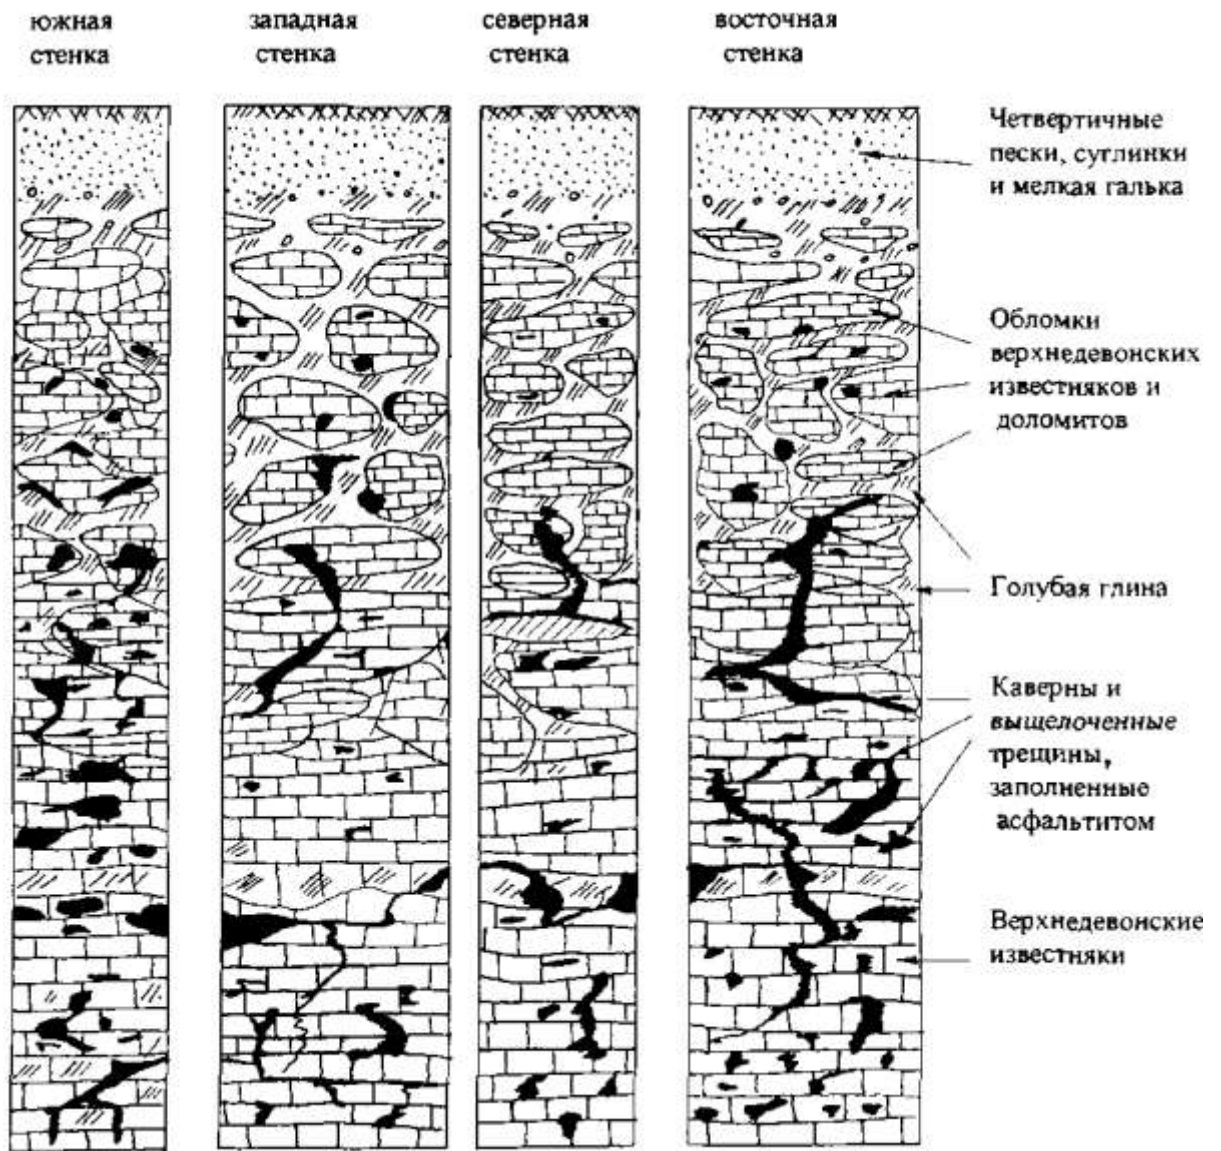 южная
стенка
западная
стенка
северная
стенка
восточная
стенка
Четвертичные
пески, суглинки
и мелкая галька
Обломки
верхнедевонских
известняков и
доломитов
Голубая глина
Каверны и
выщелоченные
трещины,
заполненные
асфальтитом
Верхнедевонские
известняки